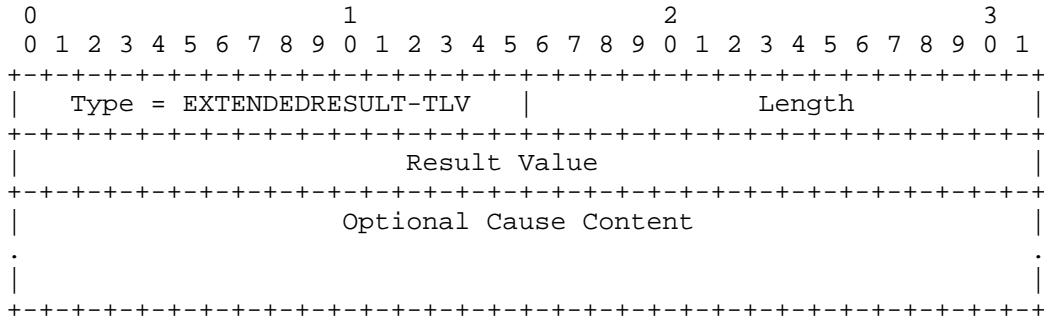 0                   1                   2                   3
 0 1 2 3 4 5 6 7 8 9 0 1 2 3 4 5 6 7 8 9 0 1 2 3 4 5 6 7 8 9 0 1
+-+-+-+-+-+-+-+-+-+-+-+-+-+-+-+-+-+-+-+-+-+-+-+-+-+-+-+-+-+-+-+-+
|   Type = EXTENDEDRESULT-TLV   |              Length           |
+-+-+-+-+-+-+-+-+-+-+-+-+-+-+-+-+-+-+-+-+-+-+-+-+-+-+-+-+-+-+-+-+
|                        Result Value                           |
+-+-+-+-+-+-+-+-+-+-+-+-+-+-+-+-+-+-+-+-+-+-+-+-+-+-+-+-+-+-+-+-+
|                    Optional Cause Content                     |
.                                                               .
|                                                               |
+-+-+-+-+-+-+-+-+-+-+-+-+-+-+-+-+-+-+-+-+-+-+-+-+-+-+-+-+-+-+-+-+